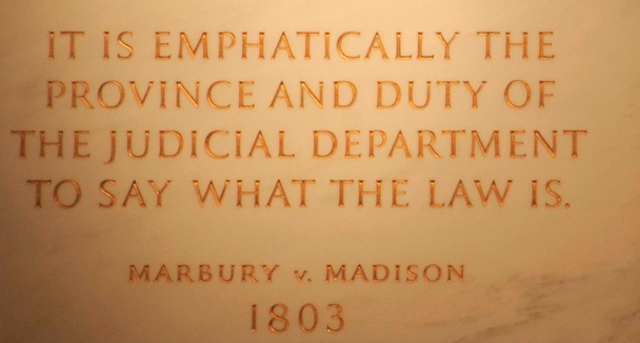 IT IS EMPHATICALLY THE
PROVINCE AND DUTY OF
THE JUDICIAL DEPARTMENT
TO SAY WHAT THE LAW IS.
MARBURY v. MADISON
1803